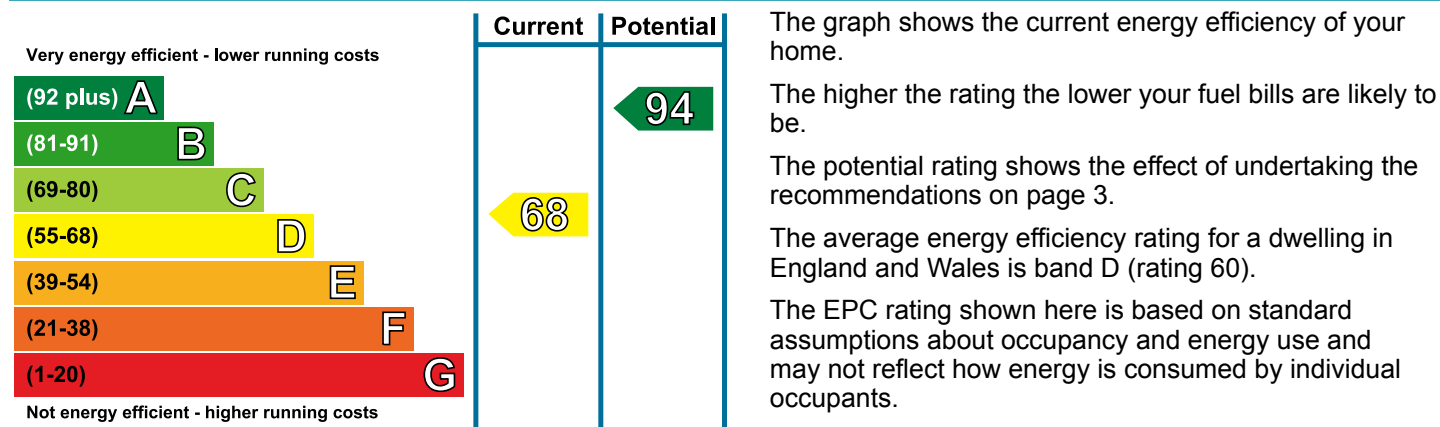 Current Potential
Very energy efficient - lower running costs
(92 plus) A
94
(81-91) B
(69-80) C
68
(55-68) D
(39-54) E
(21-38) F
(1-20) G
Not energy efficient - higher running costs
The graph shows the current energy efficiency of your
home.
The higher the rating the lower your fuel bills are likely to
be.
The potential rating shows the effect of undertaking the
recommendations on page 3.
The average energy efficiency rating for a dwelling in
England and Wales is band D (rating 60).
The EPC rating shown here is based on standard
assumptions about occupancy and energy use and
may not reflect how energy is consumed by individual
occupants.